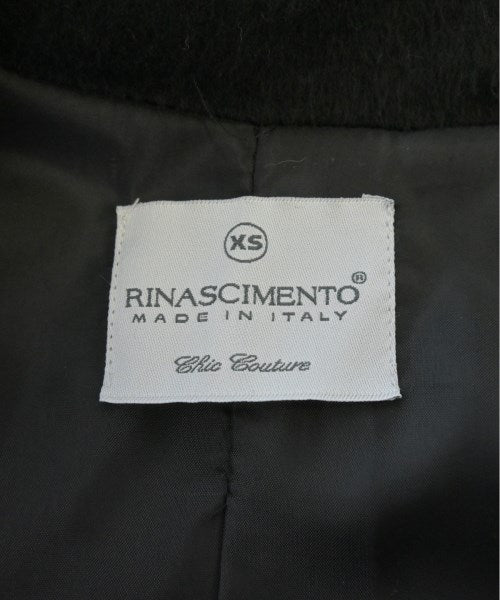 XS
RINASCIMENTO®
MADE IN ITALY
Chic Couture